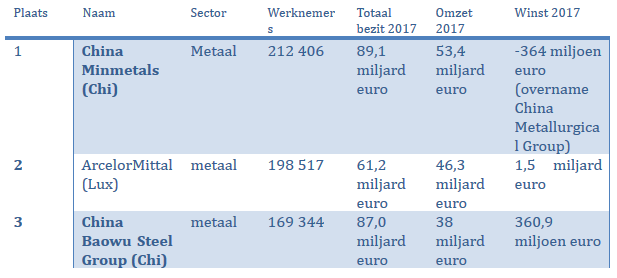 Plaats Naam Sector Werknemer Totaal Omzet Winst 2017
s bezit 2017 2017
1 China Metaal 212 406 89,1 53,4 -364 miljoen
Minmetals miljard miljard euro
(Chi) euro euro (overname
China
Metallurgica
l Group)
2 ArcelorMittal metaal 198 517 61,2 46,3 1,5 miljard
(Lux) miljard miljard euro
euro euro
3 China metaal 169 344 87,0 38 360,9
Baowu Steel miljard miljard miljoen euro
Group (Chi) euro euro